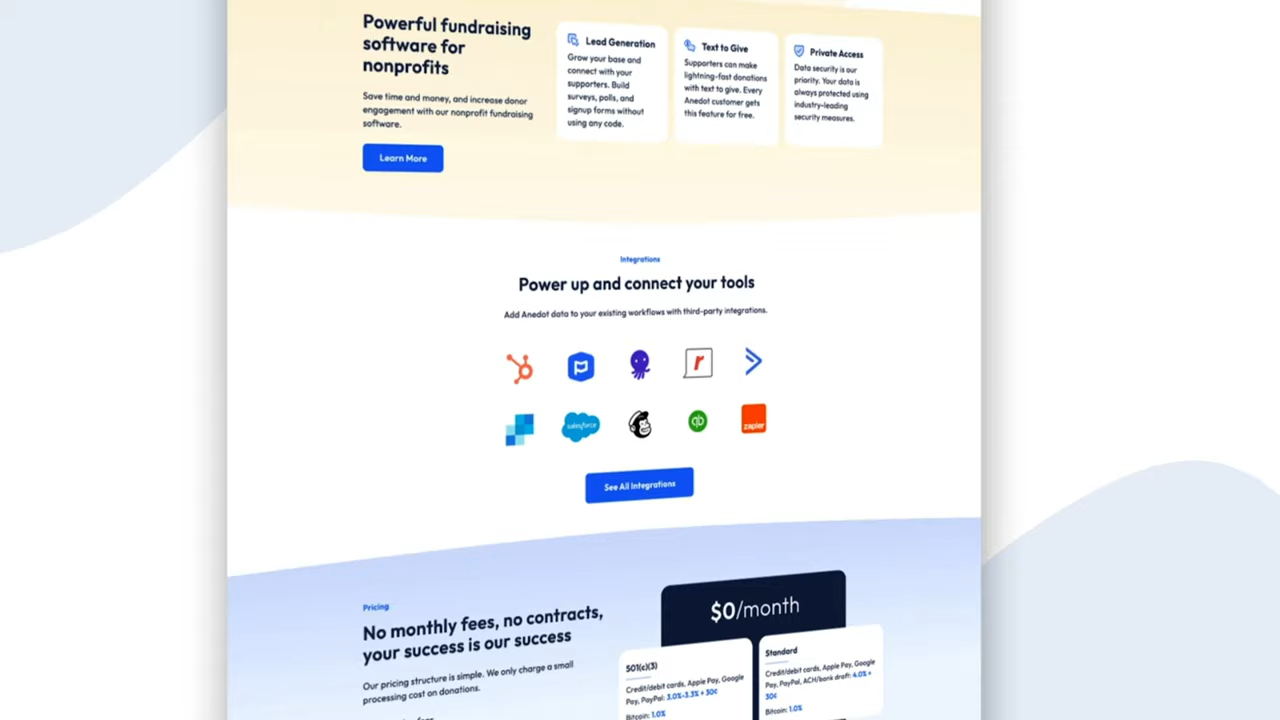 Powerful fundraising
software for
nonprofits
Save time and money, and increase donor
engagement with our nonprofit fundraising
software.
Learn More
Lead Generation
Grow your base and
connect with your
supporters. Build
surveys, polls, and
signup forms without
using any code.
Text to Give
Supporters can make
lightning-fast donations
with text to give. Every
Anedot customer gets
this feature for free.
Private Access
Data security is our
priority. Your data is
always protected using
industry-leading
security measures.
Integrations
Power up and connect your tools
Add Anedot data to your existing workflows with third-party integrations.
r
salesforce
qb
zapier
See All Integrations
Pricing
No monthly fees, no contracts,
your success is our success
Our pricing structure is simple. We only charge a small
processing cost on donations.
$0/month
501(c)(3)
Credit/debit cards, Apple Pay, Google
Pay, PayPal: 3.0%-3.3% + 30¢
Bitcoin: 1.0%
Standard
Credit/debit cards, Apple Pay, Google
Pay, PayPal, ACH/bank draft: 4.0% +
30¢
Bitcoin: 1.0%